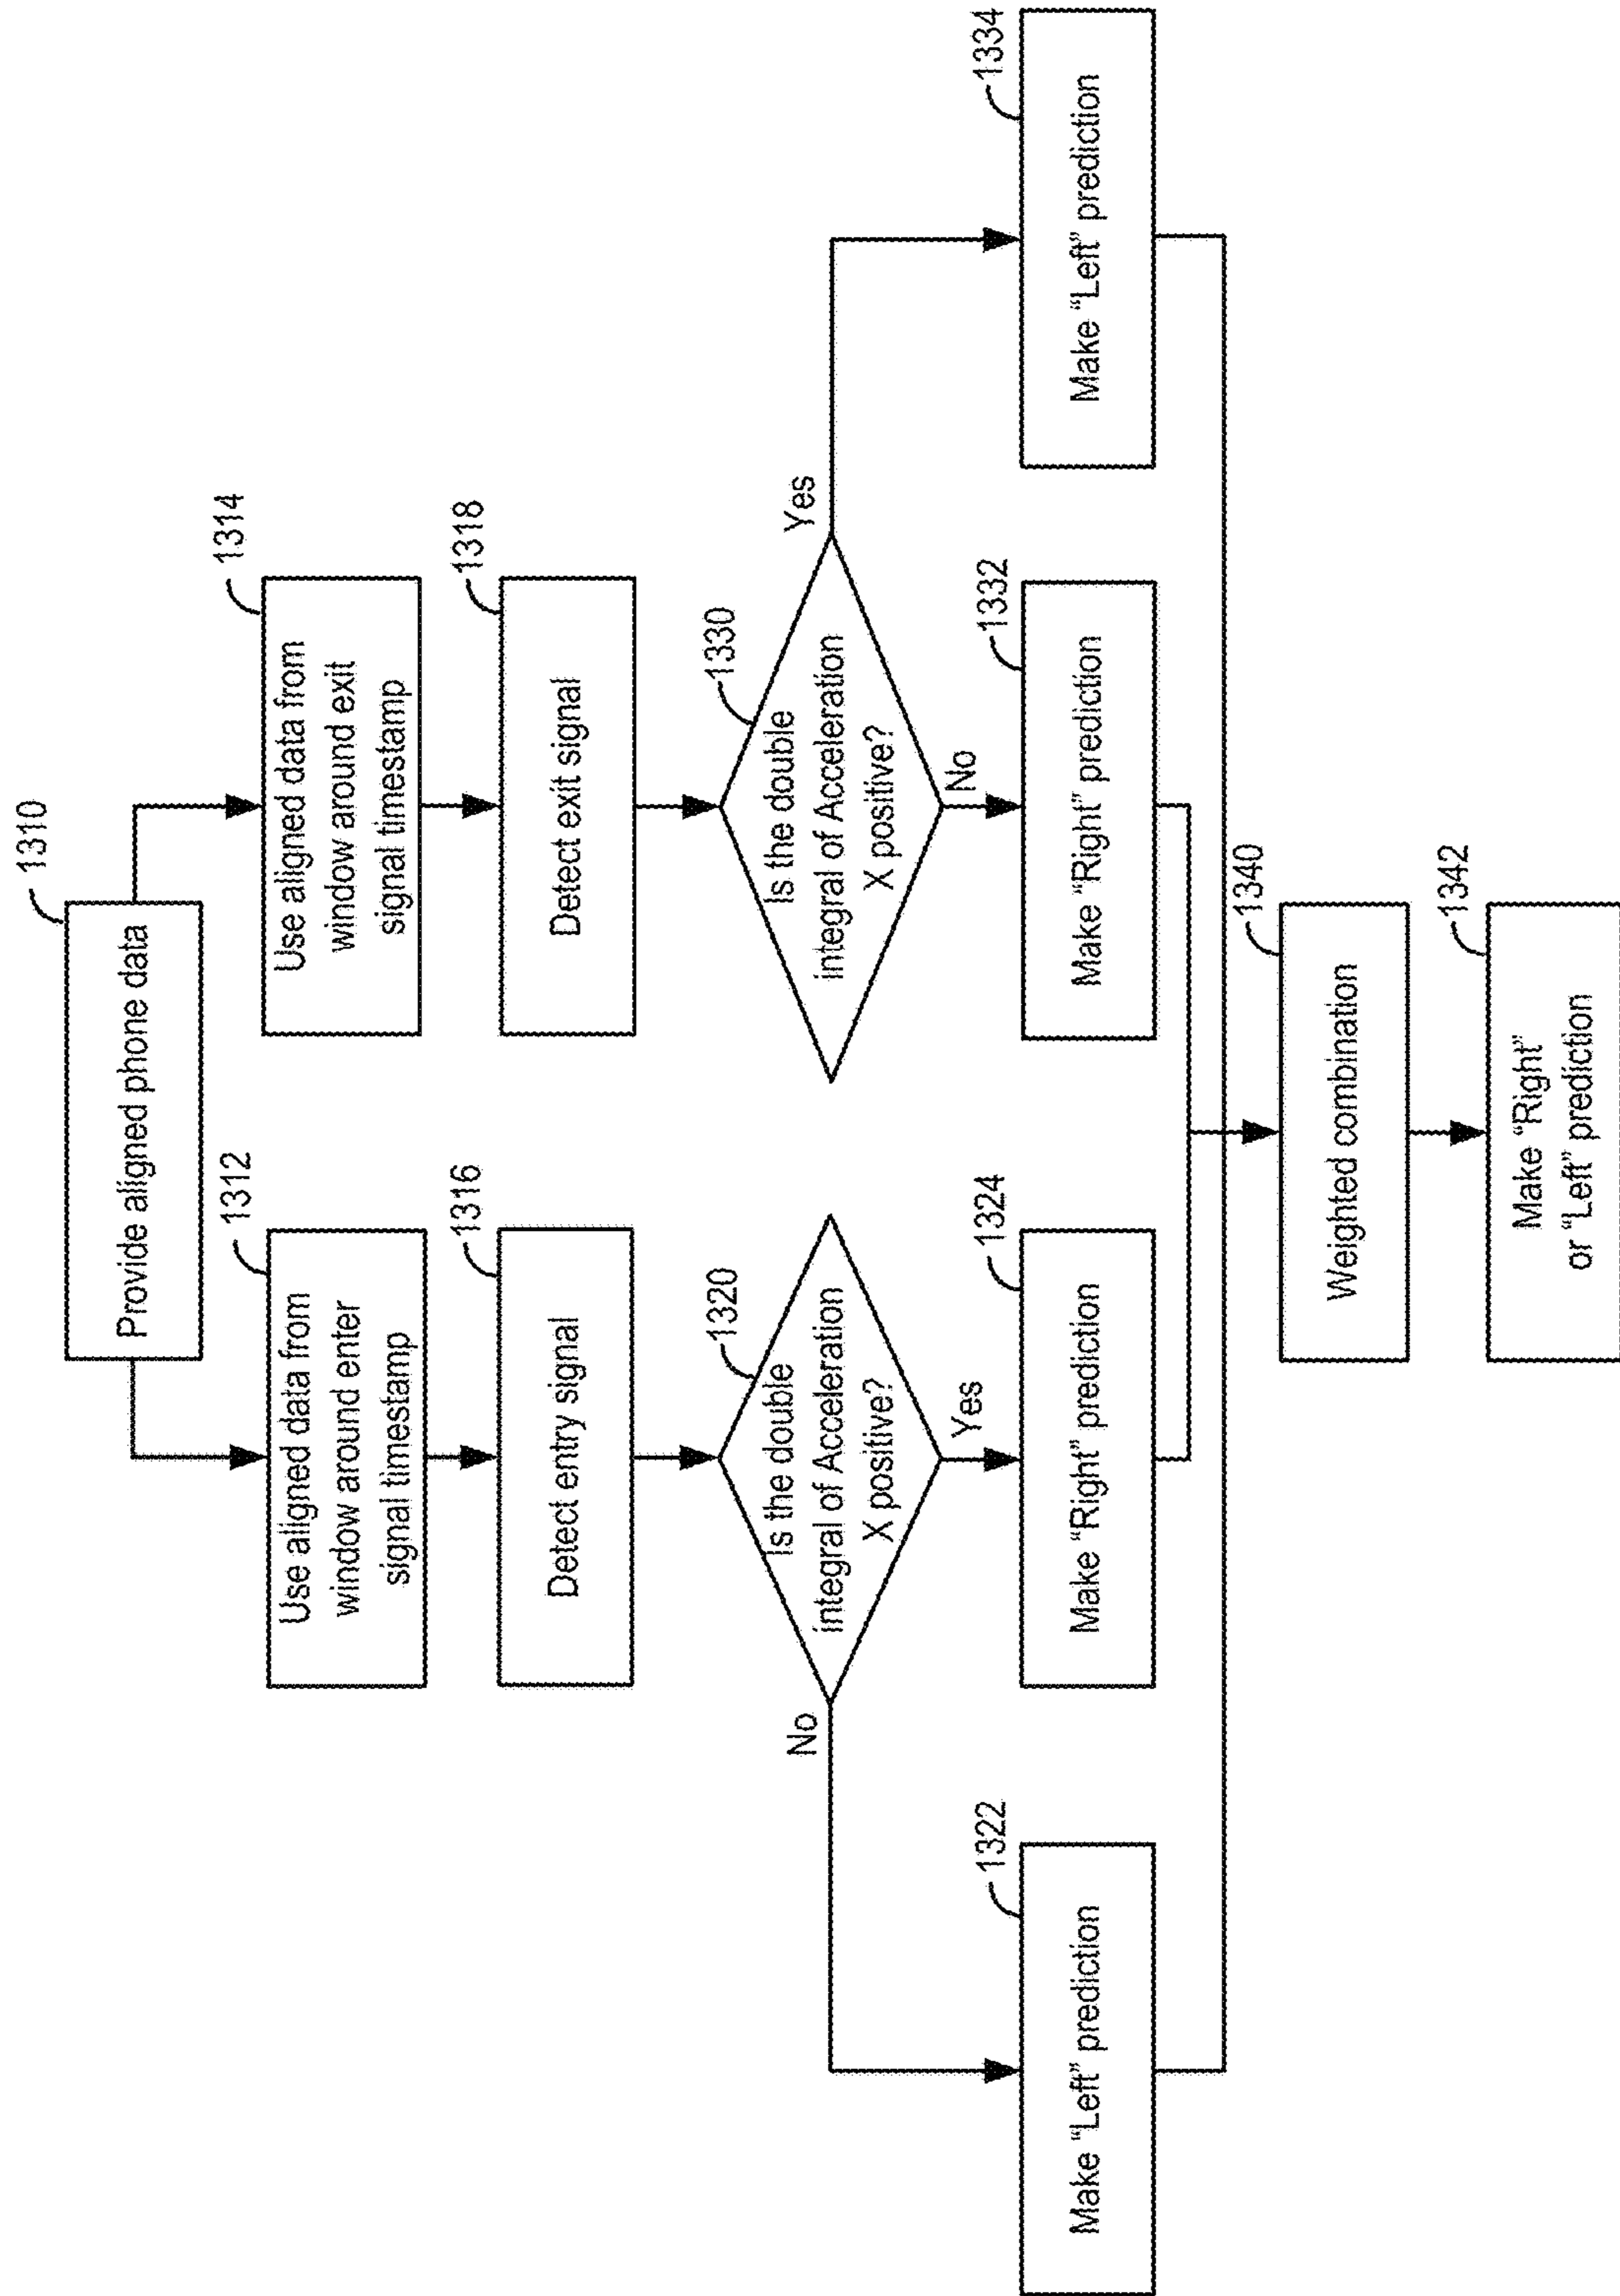 1310
Provide aligned phone data
1312
Use aligned data from
window around enter
signal timestamp
1314
Use aligned data from
window around exit
signal timestamp
1316
Detect entry signal
1318
Detect exit signal
1320
Is the double
integral of Acceleration
X positive?
No
Yes
1330
Is the double
integral of Acceleration
X positive?
No
Yes
1322
Make “Left” prediction
1324
Make “Right” prediction
1332
Make “Right” prediction
1334
Make “Left” prediction
1340
Weighted combination
1342
Make “Right”
or “Left” prediction